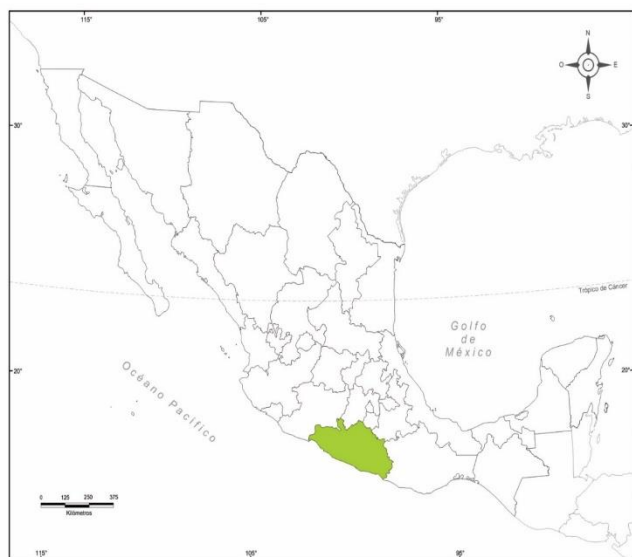 115°
105°
95°
N
O
E
S
30°
30°
Trópico de Cáncer
Golfo
de
México
20°
20°
Océano Pacífico
0 125 250 375
Kilómetros
115°
105°
95°